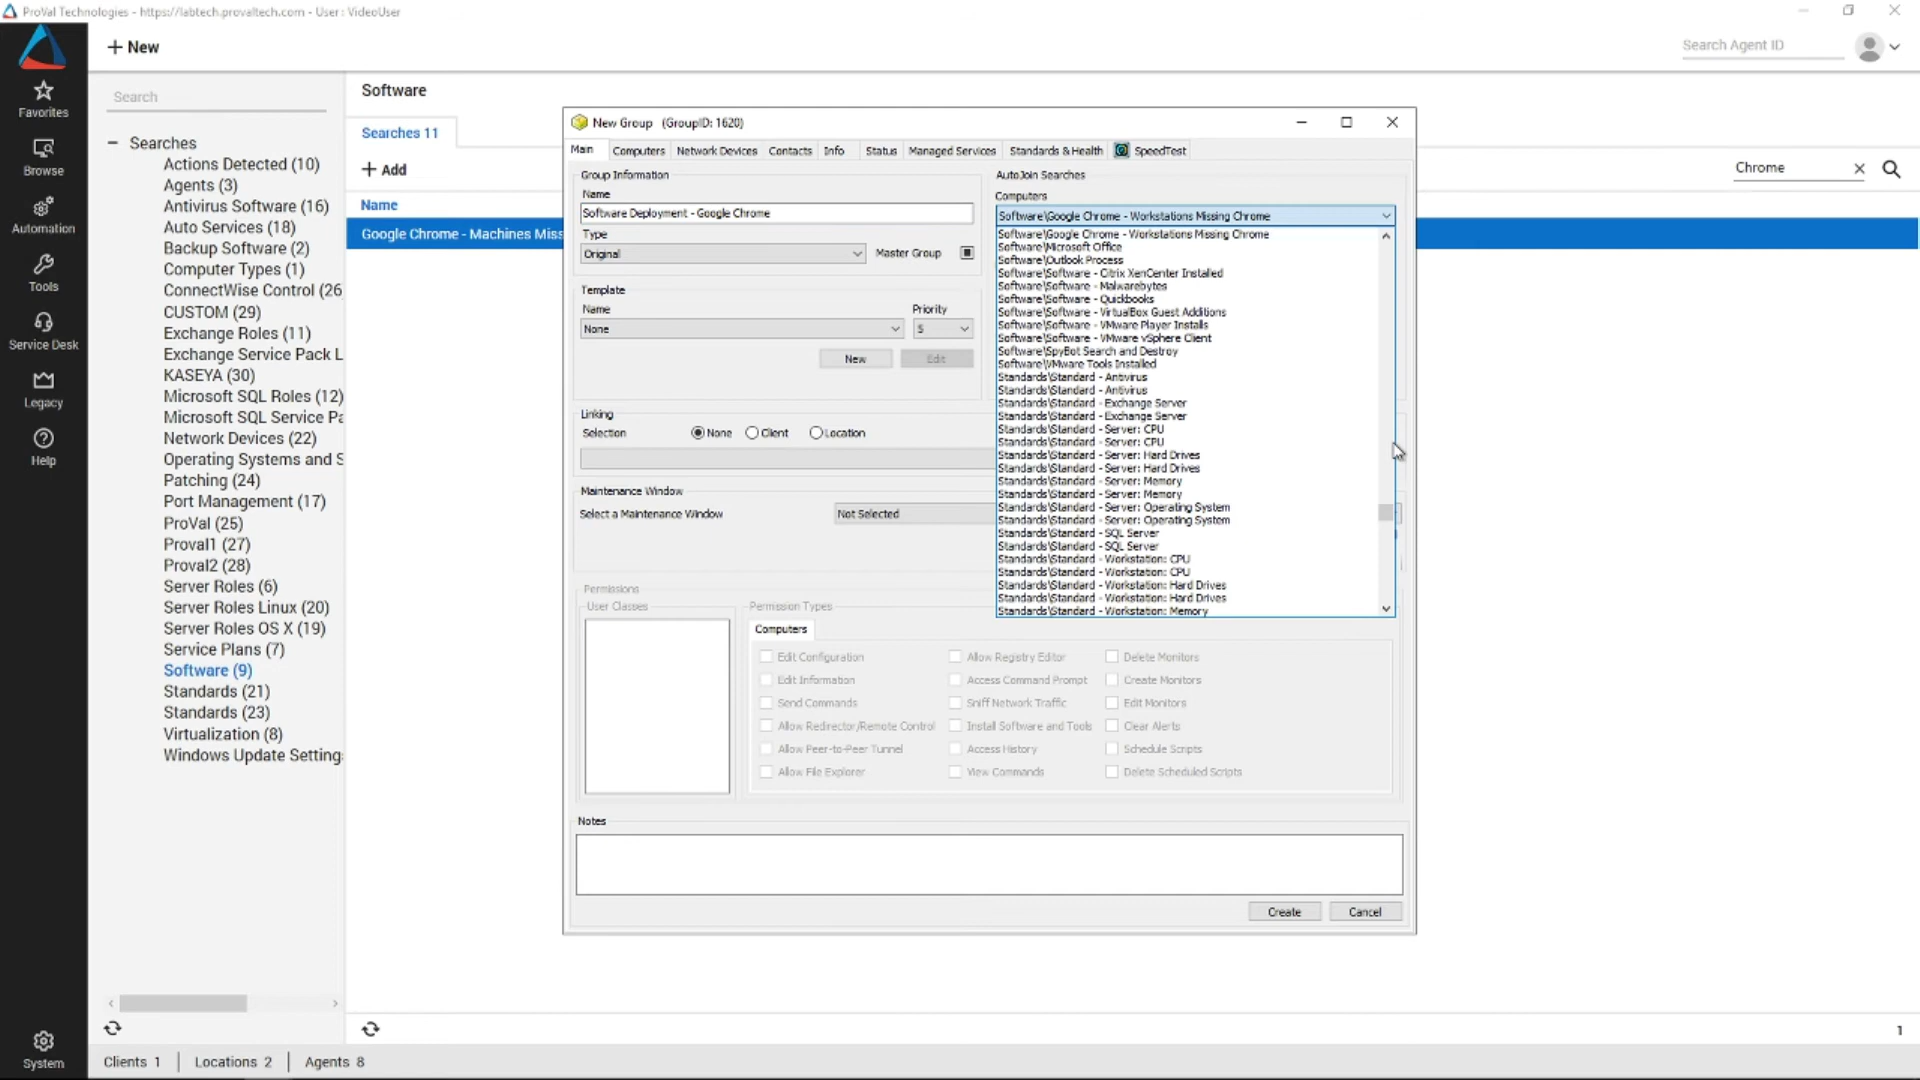 ProVal Technologies - https://labtech.provaltech.com - User: VideoUser
+ New
Search Agent ID
Favorites
Browse
Automation
Tools
Service Desk
Legacy
Help
System
Search
Searches
Actions Detected (10)
Agents (3)
Antivirus Software (16)
Auto Services (18)
Backup Software (2)
Computer Types (1)
ConnectWise Control (26
CUSTOM (29)
Exchange Roles (11)
Exchange Service Pack L
KASEYA (30)
Microsoft SQL Roles (12)
Microsoft SQL Service Pa
Network Devices (22)
Operating Systems and S
Patching (24)
Port Management (17)
ProVal (25)
Proval1 (27)
Proval2 (28)
Server Roles (6)
Server Roles Linux (20)
Server Roles OS X (19)
Service Plans (7)
Software (9)
Standards (21)
Standards (23)
Virtualization (8)
Windows Update Setting
Software
Searches 11
+ Add
Chrome
Name
Google Chrome - Machines Miss
New Group (GroupID: 1620)
Main Computers Network Devices Contacts Info Status Managed Services Standards & Health SpeedTest
Group Information
Name
Software Deployment - Google Chrome
Type
Original
Master Group
Template
Name
Priority
None
5
New
Edit
Linking
Selection
None Client Location
Maintenance Window
Select a Maintenance Window
Not Selected
AutoJoin Searches
Computers
Software\Google Chrome - Workstations Missing Chrome
Software\Google Chrome - Workstations Missing Chrome
Software\Microsoft Office
Software\Outlook Process
Software\Software - Citrix XenCenter Installed
Software\Software - Malwarebytes
Software\Software - Quickbooks
Software\Software - VirtualBox Guest Additions
Software\Software - VMware Player Installs
Software\Software - VMware vSphere Client
Software\SpyBot Search and Destroy
Software\VMware Tools Installed
Standards\Standard - Antivirus
Standards\Standard - Antivirus
Standards\Standard - Exchange Server
Standards\Standard - Exchange Server
Standards\Standard - Server: CPU
Standards\Standard - Server: CPU
Standards\Standard - Server: Hard Drives
Standards\Standard - Server: Hard Drives
Standards\Standard - Server: Memory
Standards\Standard - Server: Memory
Standards\Standard - Server: Operating System
Standards\Standard - Server: Operating System
Standards\Standard - SQL Server
Standards\Standard - SQL Server
Standards\Standard - Workstation: CPU
Standards\Standard - Workstation: CPU
Standards\Standard - Workstation: Hard Drives
Standards\Standard - Workstation: Hard Drives
Standards\Standard - Workstation: Memory
Permissions
User Classes
Permission Types
Computers
Edit Configuration Allow Registry Editor Delete Monitors
Edit Information Access Command Prompt Create Monitors
Send Commands Sniff Network Traffic Edit Monitors
Allow Redirector/Remote Control Install Software and Tools Clear Alerts
Allow Peer-to-Peer Tunnel Access History Schedule Scripts
Allow File Explorer View Commands Delete Scheduled Scripts
Notes
Create
Cancel
1
Clients 1 Locations 2 Agents 8